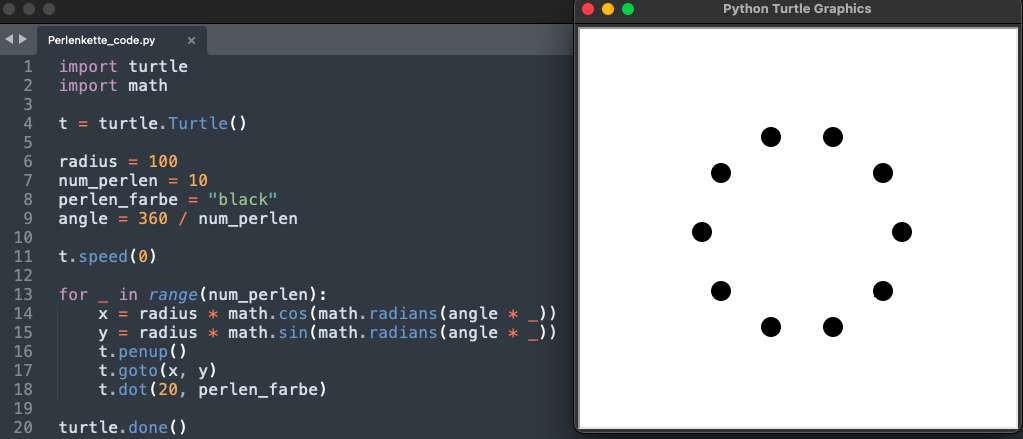 Perlenkette_code.py ×
1 import turtle
2 import math
3
4 t = turtle.Turtle()
5
6 radius = 100
7 num_perlen = 10
8 perlen_farbe = "black"
9 angle = 360 / num_perlen
10
11 t.speed(0)
12
13 for _ in range(num_perlen):
14     x = radius * math.cos(math.radians(angle * _))
15     y = radius * math.sin(math.radians(angle * _))
16     t.penup()
17     t.goto(x, y)
18     t.dot(20, perlen_farbe)
19
20 turtle.done()
Python Turtle Graphics